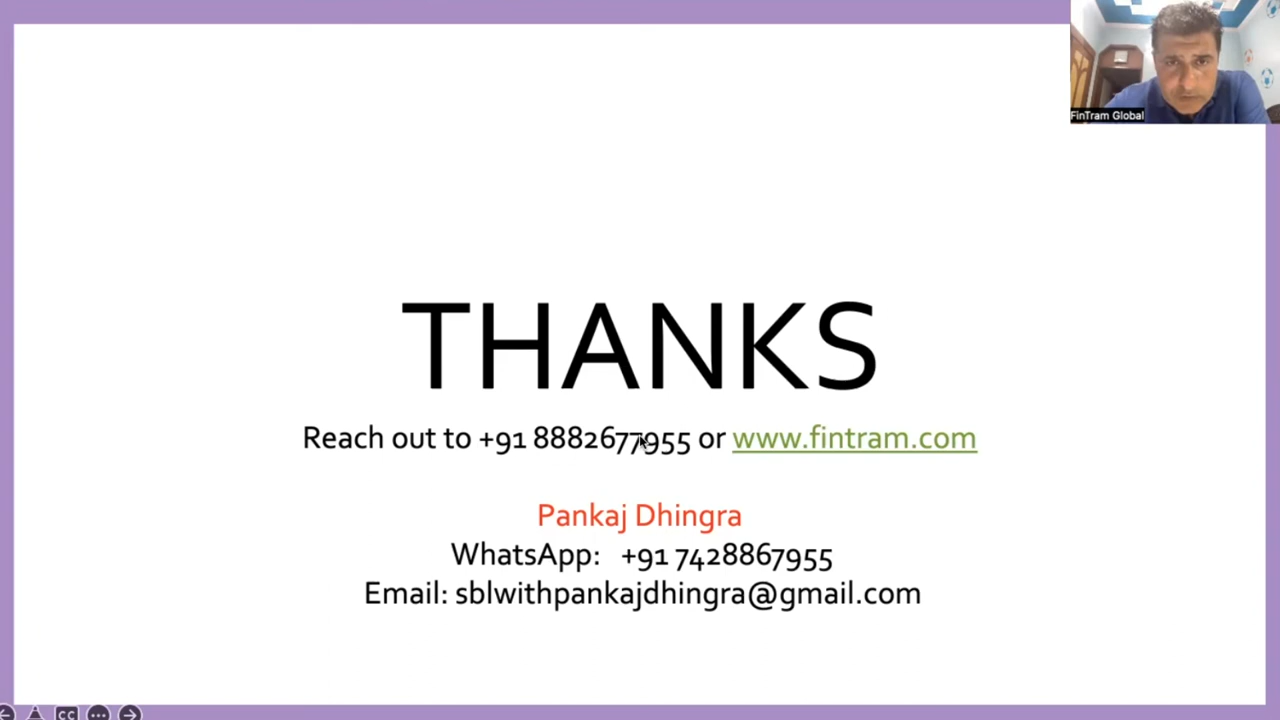 FinTram Global
THANKS
Reach out to +91 8882677955 or www.fintram.com
Pankaj Dhingra
WhatsApp: +91 7428867955
Email: sblwithpankajdhingra@gmail.com
CC